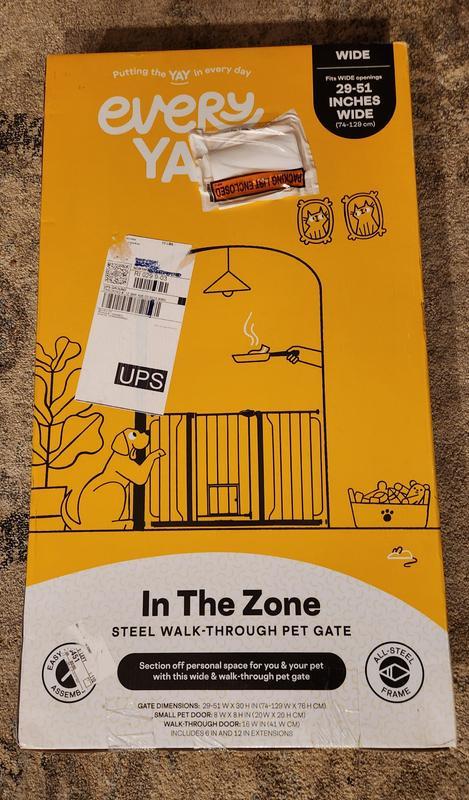 Putting the YAY in every day
every
YA
WIDE
Fits WIDE openings
29-51
INCHES
WIDE
(74-129 cm)
PACKING LIST ENCLOSED
UPS
In The Zone
STEEL WALK-THROUGH PET GATE
EASY
ASSEMB
Section off personal space for you & your pet
with this wide & walk-through pet gate
ALL-STEEL
FRAME
GATE DIMENSIONS: 29-51 W X 30 H IN (74-129 W X 76 H CM)
SMALL PET DOOR: 8 W X 8 H IN (20 W X 20 H CM)
WALK-THROUGH DOOR: 16 W IN (41 W CM)
INCLUDES 6 IN AND 12 IN EXTENSIONS